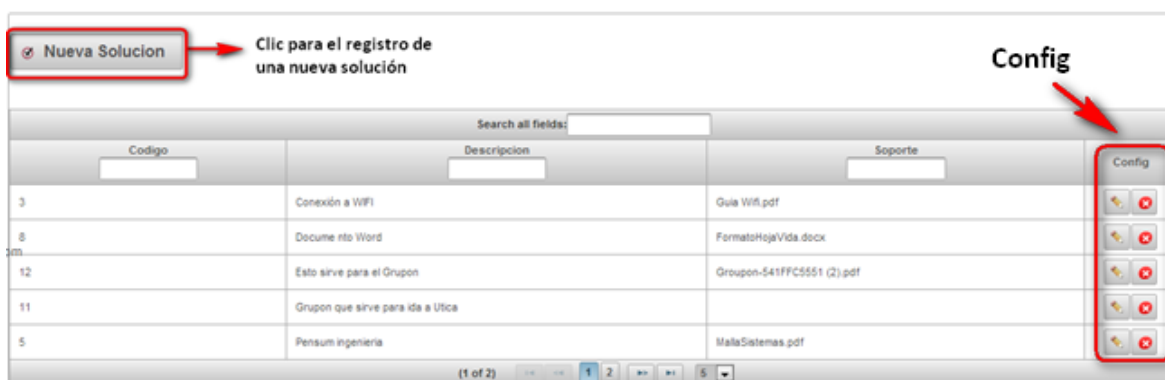 Nueva Solucion
Clic para el registro de
una nueva solución
Config
Search all fields:
Codigo Descripcion Soporte Config
3 Conexión a WIFI Guia Wifi.pdf
8 Docume nto Word FormatoHojaVida.docx
om
12 Esto sirve para el Grupon Groupon-541FFC5551 (2).pdf
11 Grupon que sirve para ida a Utica
5 Pensum ingenieria MallaSistemas.pdf
(1 of 2) 1 2 5